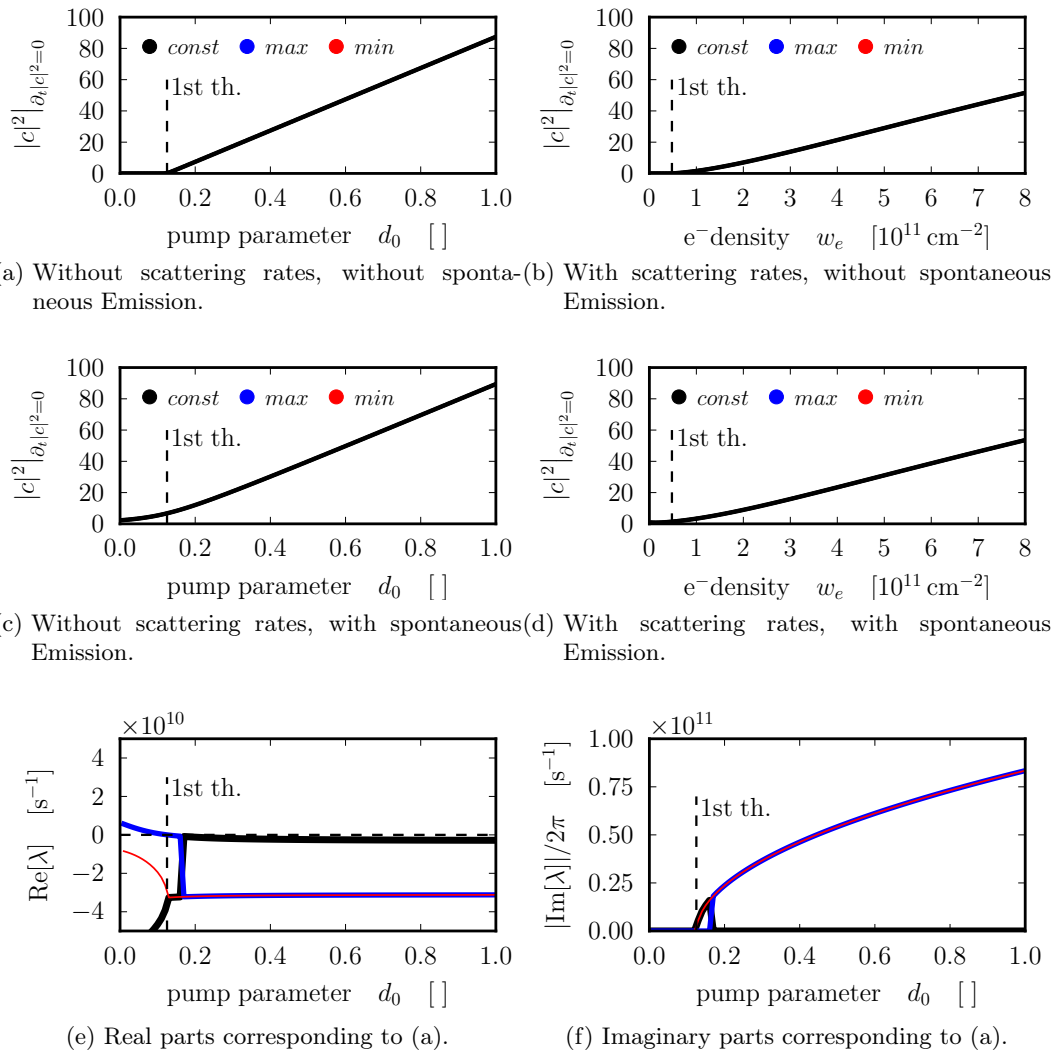 100
80
60
40
20
0
|c|²|∂ₜ|c|²=0
const max min
1st th.
0.0 0.2 0.4 0.6 0.8 1.0
pump parameter d₀ [ ]
100
80
60
40
20
0
|c|²|∂ₜ|c|²=0
const max min
1st th.
0 1 2 3 4 5 6 7 8
e⁻density wₑ [10¹¹ cm⁻²]
) Without scattering rates, without sponta-
neous Emission.
(b) With scattering rates, without spontaneous
Emission.
100
80
60
40
20
0
|c|²|∂ₜ|c|²=0
const max min
1st th.
0.0 0.2 0.4 0.6 0.8 1.0
pump parameter d₀ [ ]
100
80
60
40
20
0
|c|²|∂ₜ|c|²=0
const max min
1st th.
0 1 2 3 4 5 6 7 8
e⁻density wₑ [10¹¹ cm⁻²]
) Without scattering rates, with spontaneous
Emission.
(d) With scattering rates, with spontaneous
Emission.
×10¹⁰
4
2
0
−2
−4
Re[λ] [s⁻¹]
1st th.
0.0 0.2 0.4 0.6 0.8 1.0
pump parameter d₀ [ ]
(e) Real parts corresponding to (a).
×10¹¹
1.00
0.75
0.50
0.25
0.00
|Im[λ]|/2π [s⁻¹]
1st th.
0.0 0.2 0.4 0.6 0.8 1.0
pump parameter d₀ [ ]
(f) Imaginary parts corresponding to (a).